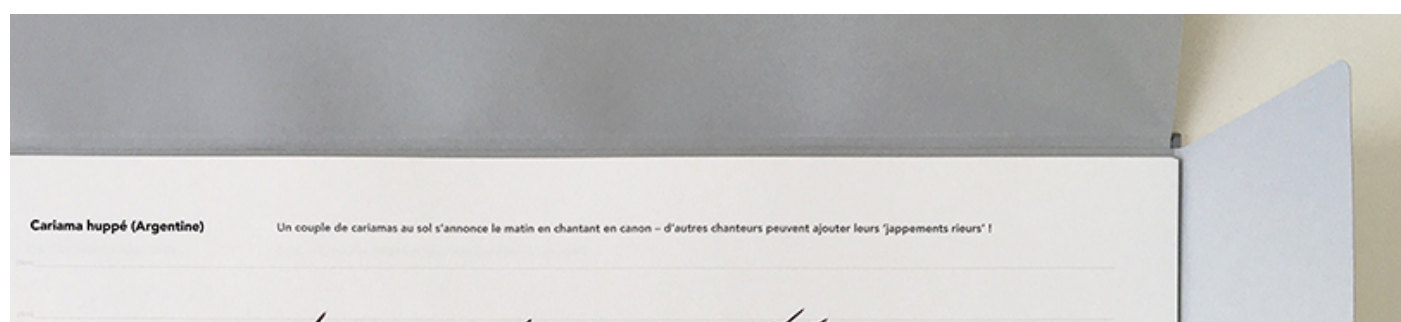 Cariama huppé (Argentine)
Un couple de cariamas au sol s'annonce le matin en chantant en canon – d'autres chanteurs peuvent ajouter leurs 'jappements rieurs' !